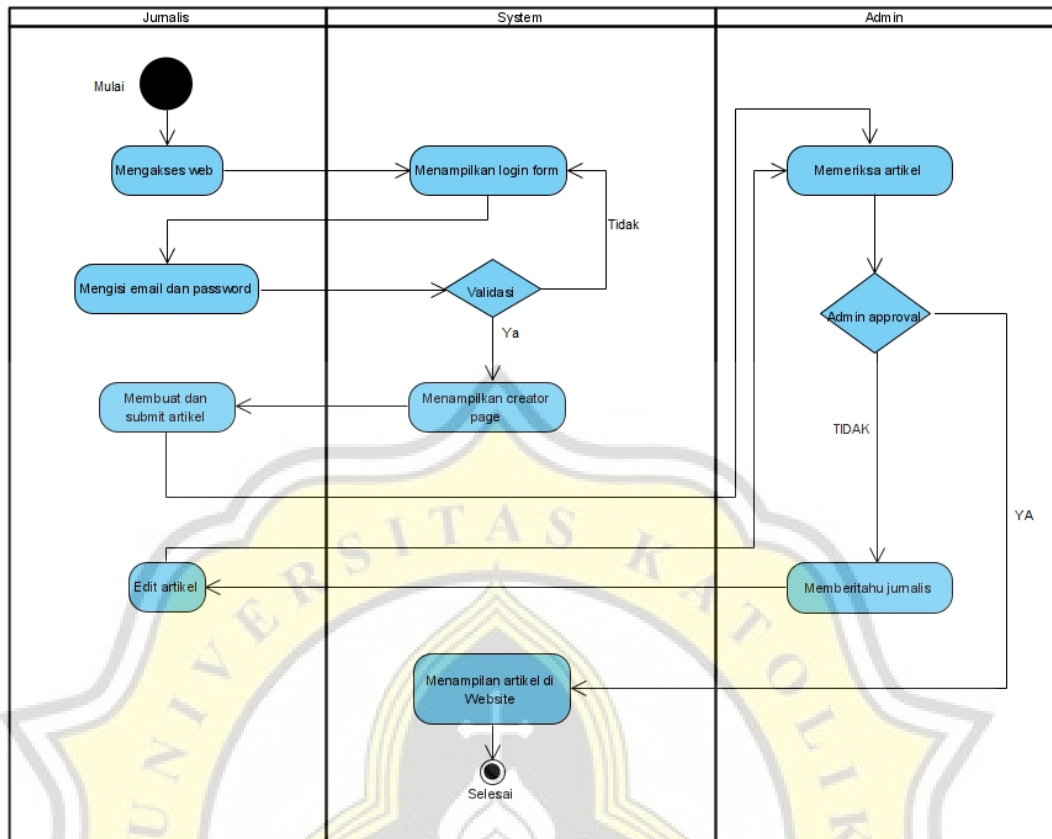 Jurnalis
System
Admin
Mulai
Mengakses web
Menampilkan login form
Memeriksa artikel
Tidak
Mengisi email dan password
Validasi
Admin approval
Ya
Membuat dan
submit artikel
Menampilkan creator
page
TIDAK
YA
Edit artikel
Memberitahu jurnalis
Menampilan artikel di
Website
Selesai
UNIVERSITAS KATOLIK